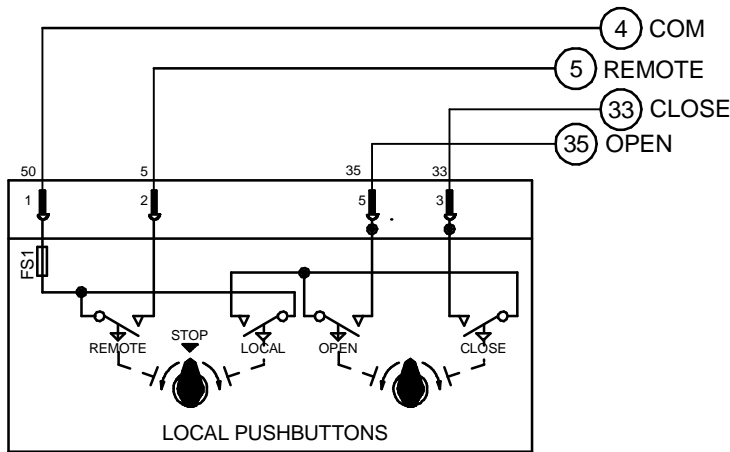 4 COM
5 REMOTE
33 CLOSE
35 OPEN
50 5 35 33
1 2 5 3
FS1
STOP
REMOTE LOCAL OPEN CLOSE
LOCAL PUSHBUTTONS